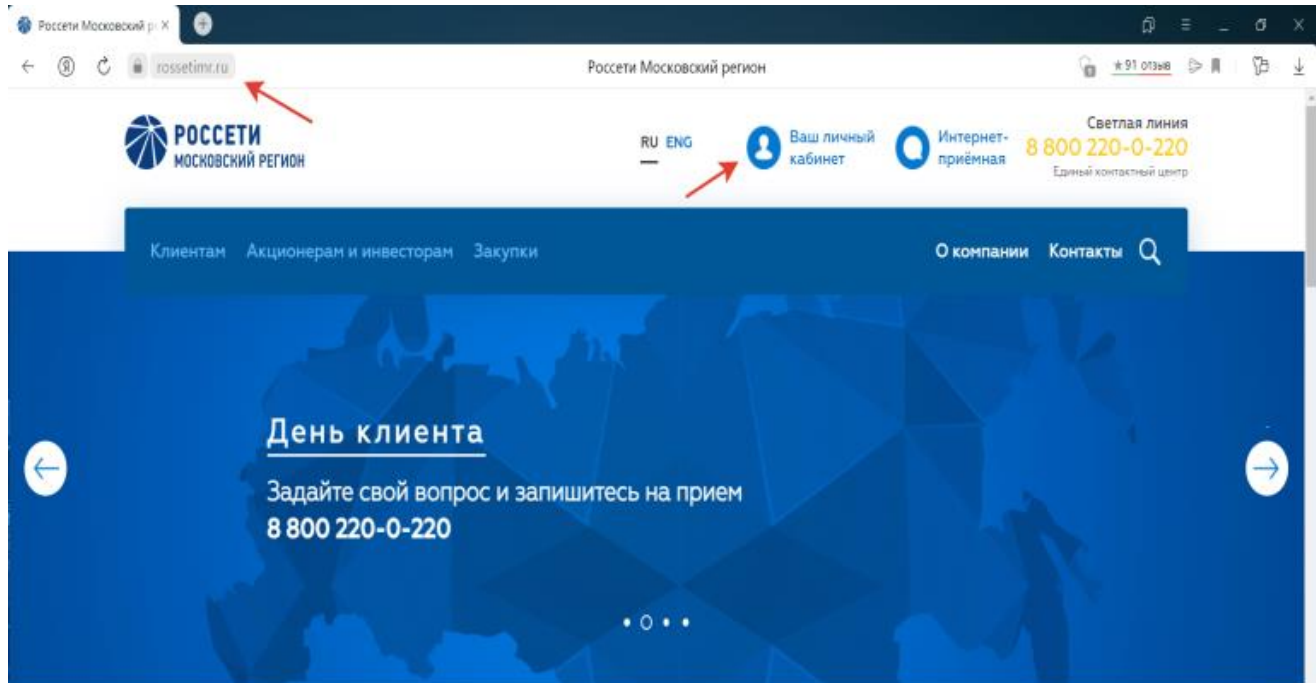 Россети Московский р
rossetimr.ru
Россети Московский регион
91 отзыв
РОССЕТИ
МОСКОВСКИЙ РЕГИОН
RU ENG
Ваш личный
кабинет
Интернет-
приёмная
Светлая линия
8 800 220-0-220
Единый контактный центр
Клиентам Акционерам и инвесторам Закупки
О компании Контакты
День клиента
Задайте свой вопрос и запишитесь на прием
8 800 220-0-220